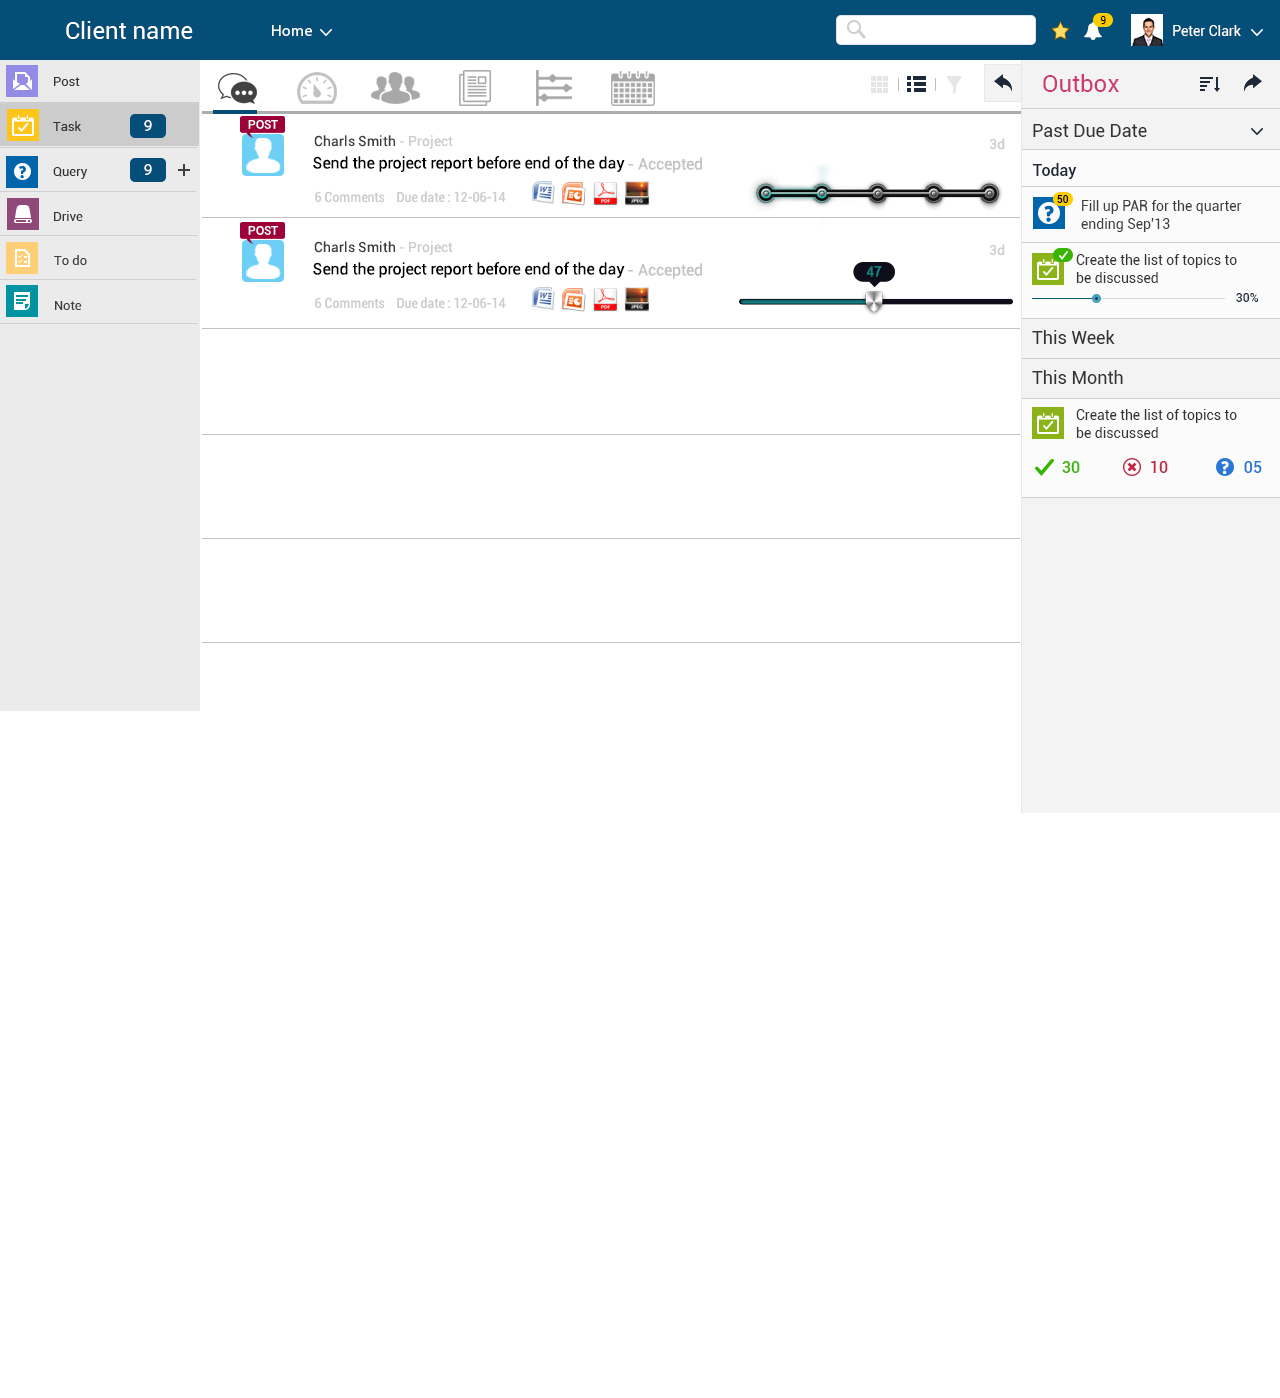 Client name
Home
9
Peter Clark
Post
Task 9
Query 9
Drive
To do
Note
POST
Charls Smith - Project
3d
Send the project report before end of the day - Accepted
6 Comments Due date : 12-06-14
W PDF JPEG
POST
Charls Smith - Project
3d
Send the project report before end of the day - Accepted
47
6 Comments Due date : 12-06-14
W PDF JPEG
Outbox
Past Due Date
Today
50
Fill up PAR for the quarter
ending Sep'13
Create the list of topics to
be discussed
30%
This Week
This Month
Create the list of topics to
be discussed
30 10 05